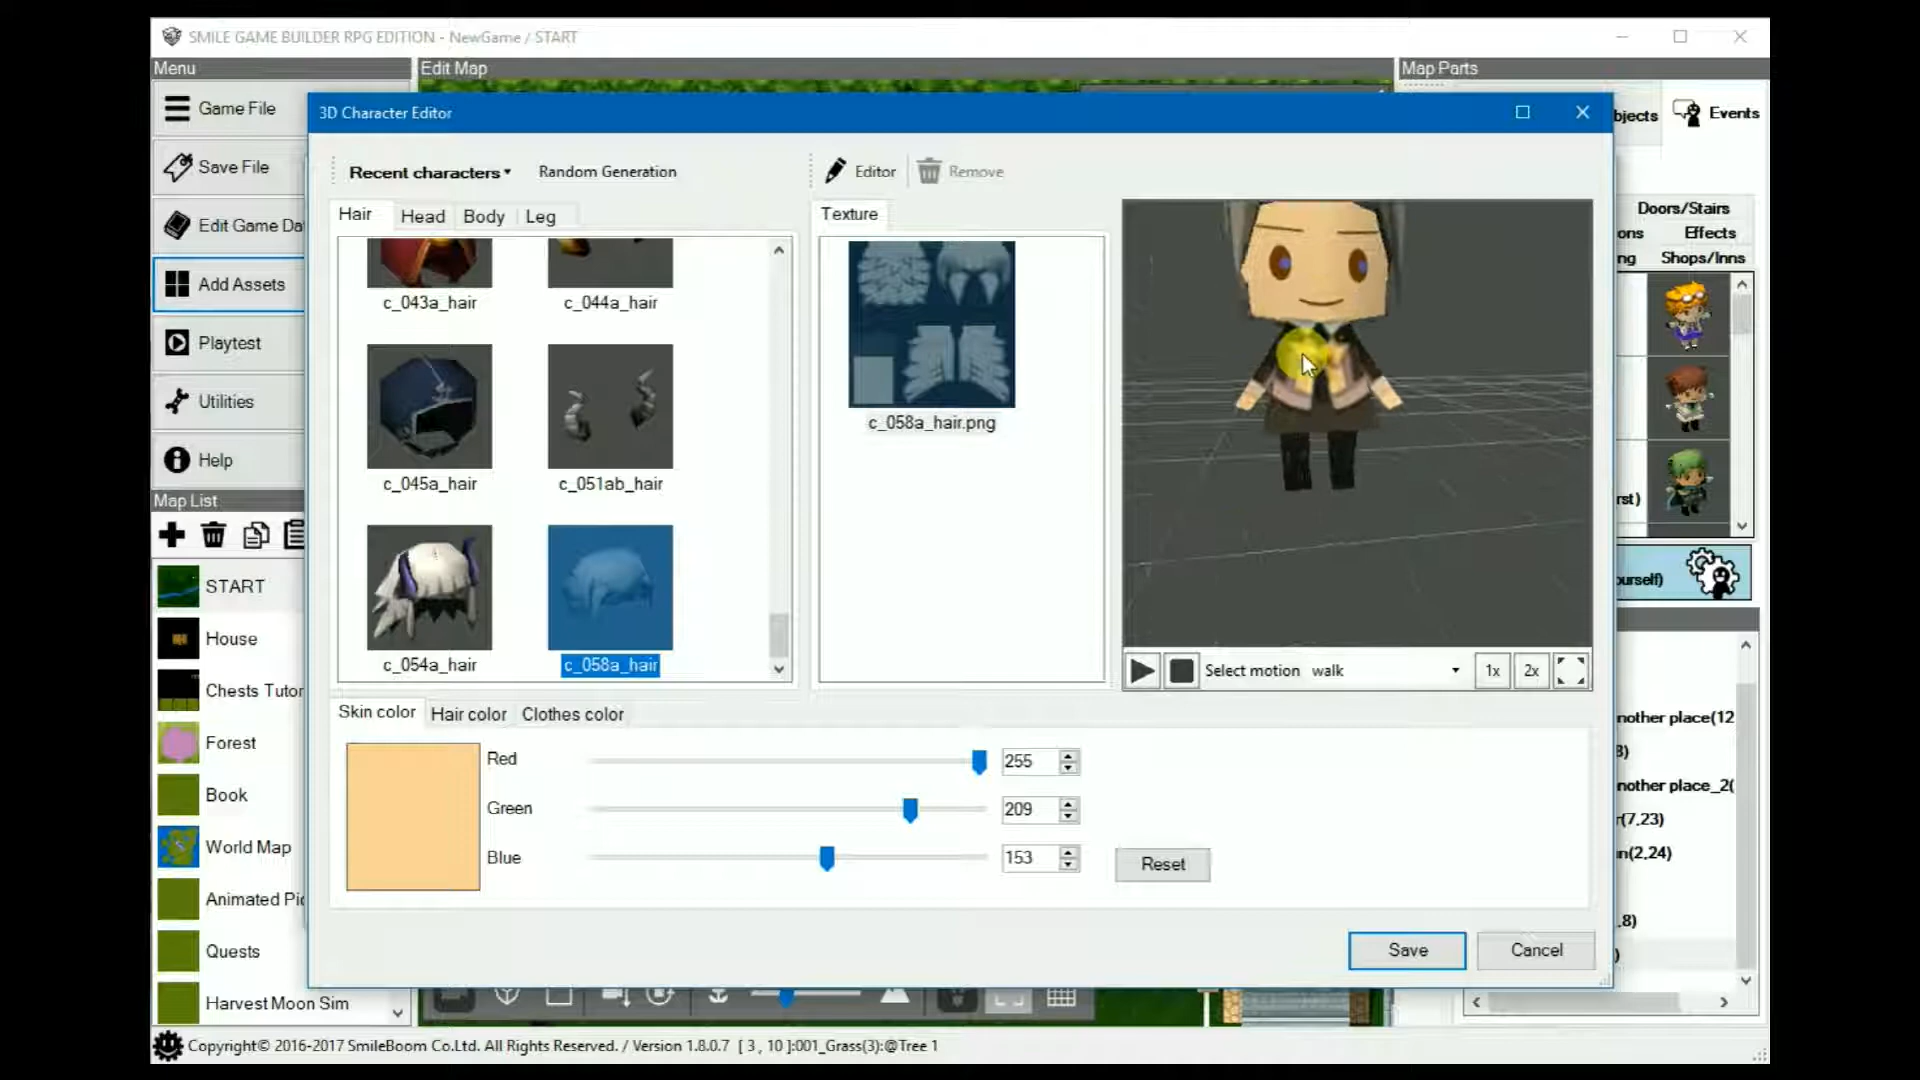 SMILE GAME BUILDER RPG EDITION - NewGame / START
Menu
Edit Map
Map Parts
Game File
Save File
Edit Game Da
Add Assets
Playtest
Utilities
Help
Map List
START
House
Chests Tutor
Forest
Book
World Map
Animated Pic
Quests
Harvest Moon Sim
3D Character Editor
Recent characters
Random Generation
Editor
Remove
Hair
Head
Body
Leg
Texture
c_043a_hair
c_044a_hair
c_045a_hair
c_051ab_hair
c_054a_hair
c_058a_hair
c_058a_hair.png
Select motion walk
1x
2x
Skin color
Hair color
Clothes color
Red
255
Green
209
Blue
153
Reset
Save
Cancel
bjects
Events
Doors/Stairs
ons
Effects
ng
Shops/Inns
rst)
ourself)
nother place(12
3)
nother place_2(
r(7,23)
n(2,24)
,8)
)
Copyright© 2016-2017 SmileBoom Co.Ltd. All Rights Reserved. / Version 1.8.0.7 [ 3 , 10 ]:001_Grass(3):@Tree 1